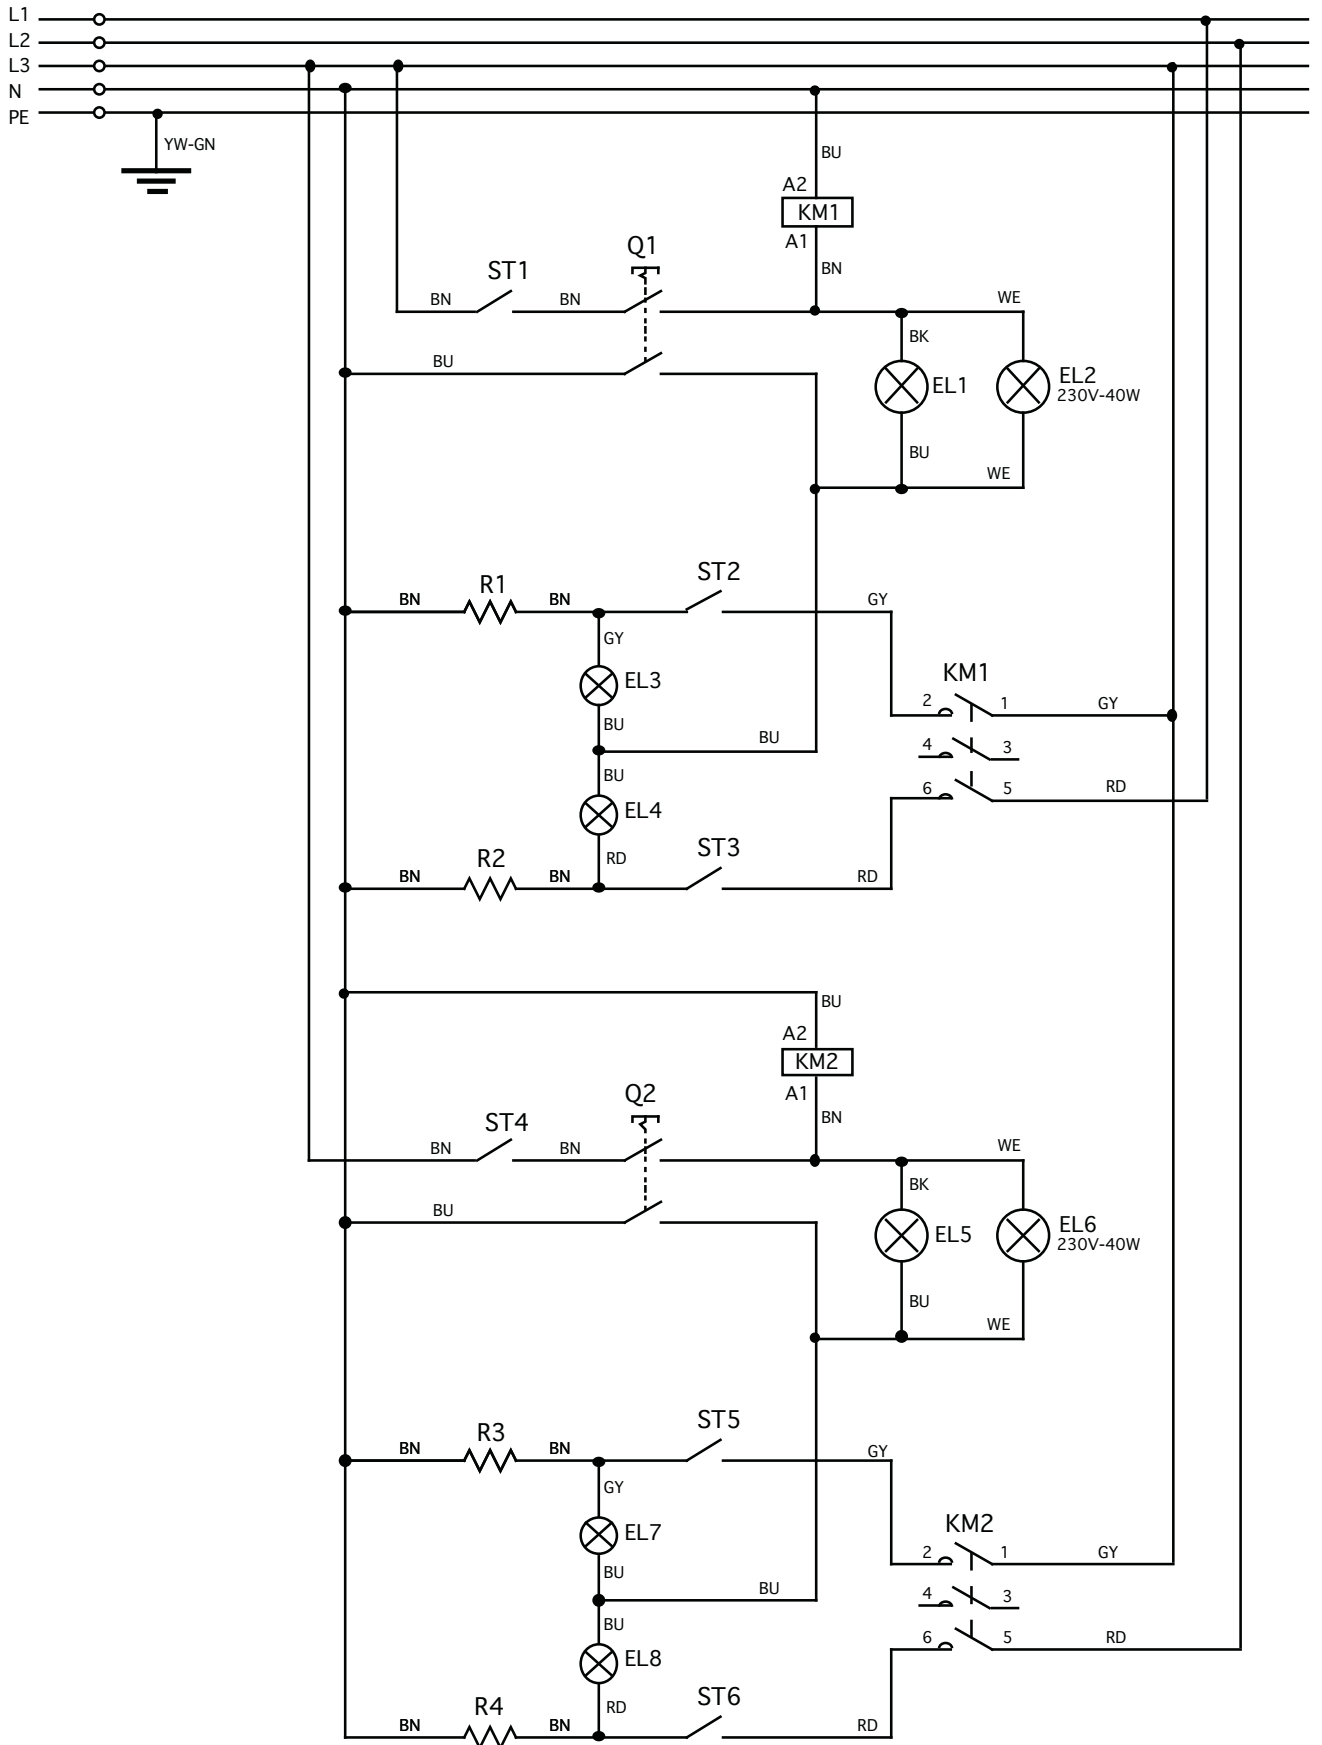 L1
L2
L3
N
PE
YW-GN
BU
A2
KM1
A1
BN
Q1
ST1
BN
BN
WE
BK
BU
EL1
EL2
230V-40W
BU
WE
ST2
R1
BN
BN
GY
GY
EL3
KM1
2
1
GY
BU
BU
4
3
BU
6
5
RD
EL4
ST3
R2
RD
BN
BN
RD
BU
A2
KM2
A1
Q2
BN
ST4
BN
BN
WE
BK
BU
EL5
EL6
230V-40W
BU
WE
ST5
R3
BN
BN
GY
GY
KM2
EL7
2
1
GY
BU
BU
4
3
BU
6
5
RD
EL8
ST6
R4
RD
BN
BN
RD